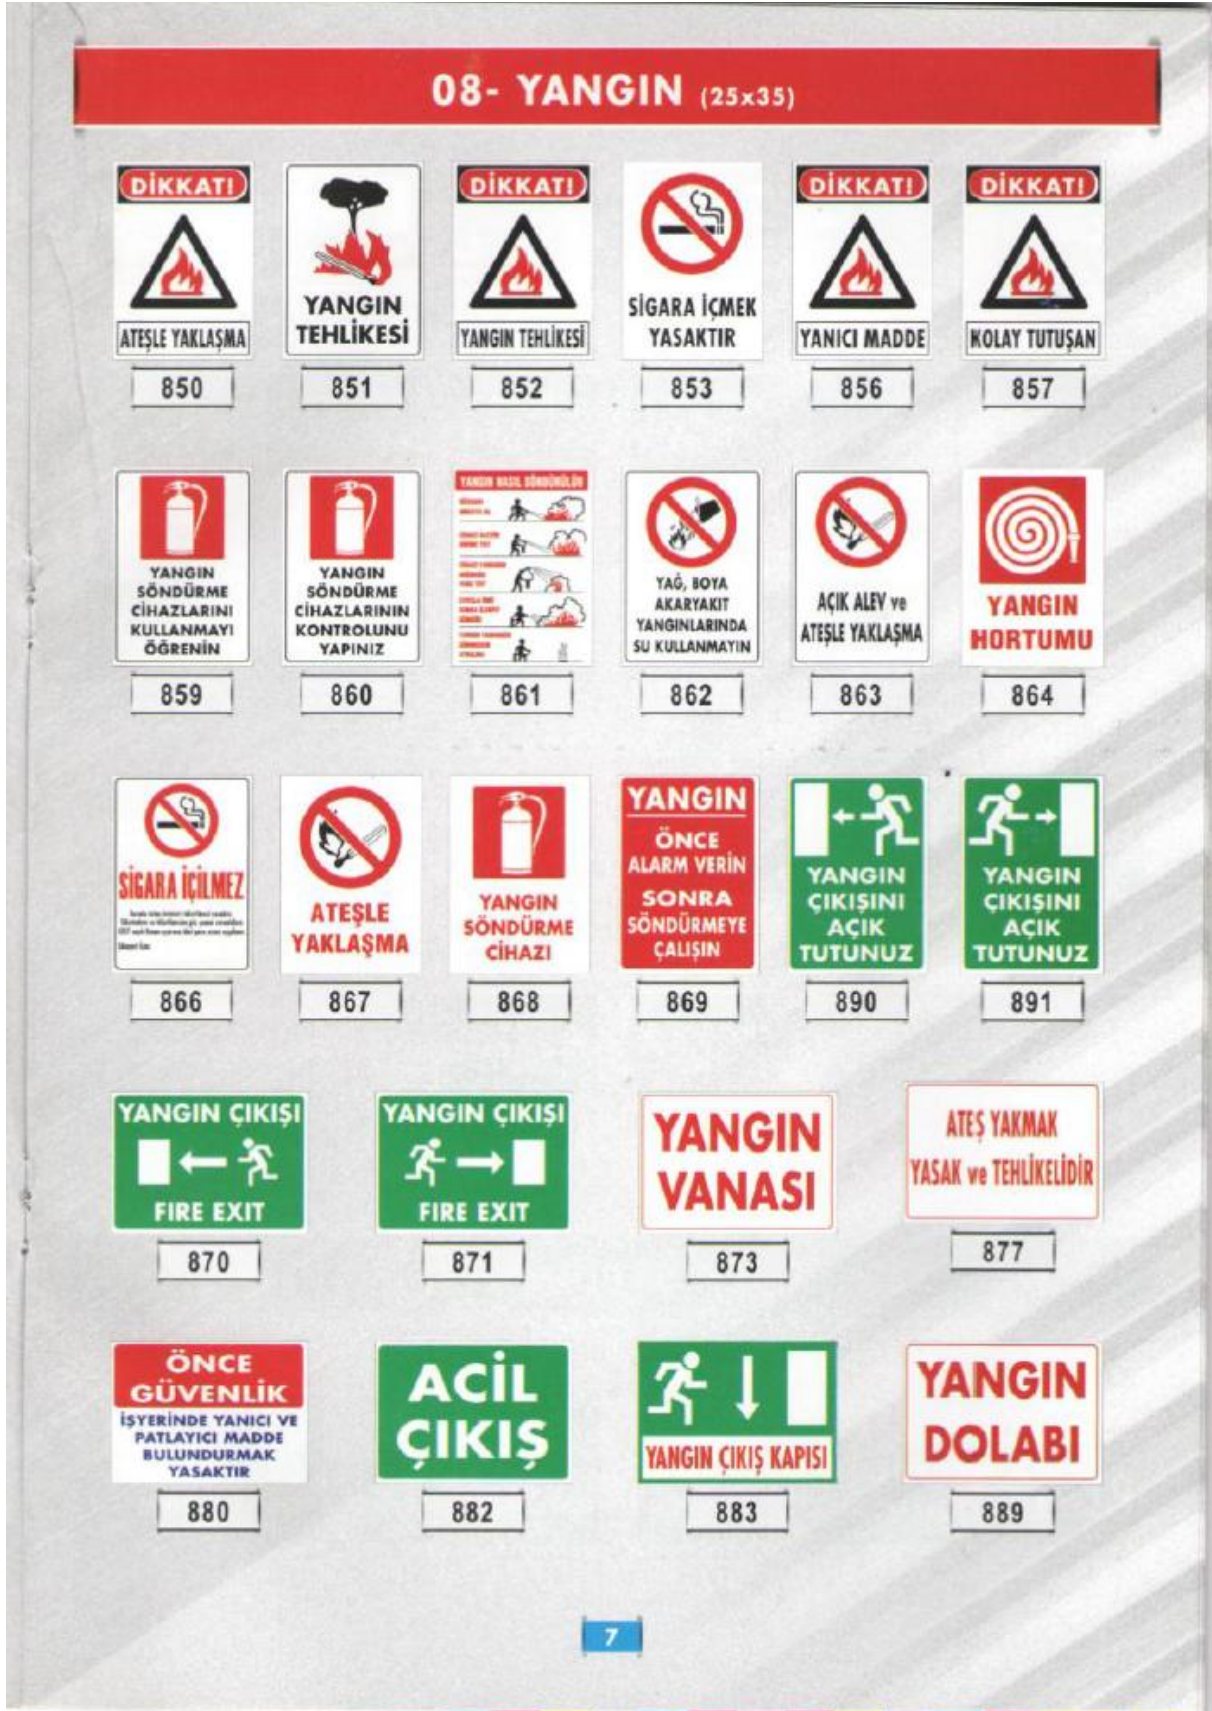 08- YANGIN (25x35)
DİKKAT!
ATEŞLE YAKLAŞMA
850
YANGIN
TEHLİKESİ
851
DİKKAT!
YANGIN TEHLİKESİ
852
SİGARA İÇMEK
YASAKTIR
853
DİKKAT!
YANICI MADDE
856
DİKKAT!
KOLAY TUTUŞAN
857
YANGIN
SÖNDÜRME
CİHAZLARINI
KULLANMAYI
ÖĞRENİN
859
YANGIN
SÖNDÜRME
CİHAZLARININ
KONTROLUNU
YAPINIZ
860
YANGIN NASIL SÖNDÜRÜLÜR
861
YAĞ, BOYA
AKARYAKIT
YANGINLARINDA
SU KULLANMAYIN
862
AÇIK ALEV ve
ATEŞLE YAKLAŞMA
863
YANGIN
HORTUMU
864
SİGARA İÇİLMEZ
866
ATEŞLE
YAKLAŞMA
867
YANGIN
SÖNDÜRME
CİHAZI
868
YANGIN
ÖNCE
ALARM VERİN
SONRA
SÖNDÜRMEYE
ÇALIŞIN
869
YANGIN
ÇIKIŞINI
AÇIK
TUTUNUZ
890
YANGIN
ÇIKIŞINI
AÇIK
TUTUNUZ
891
YANGIN ÇIKIŞI
FIRE EXIT
870
YANGIN ÇIKIŞI
FIRE EXIT
871
YANGIN
VANASI
873
ATEŞ YAKMAK
YASAK ve TEHLİKELİDİR
877
ÖNCE
GÜVENLİK
İŞYERİNDE YANICI VE
PATLAYICI MADDE
BULUNDURMAK
YASAKTIR
880
ACİL
ÇIKIŞ
882
YANGIN ÇIKIŞ KAPISI
883
YANGIN
DOLABI
889
7